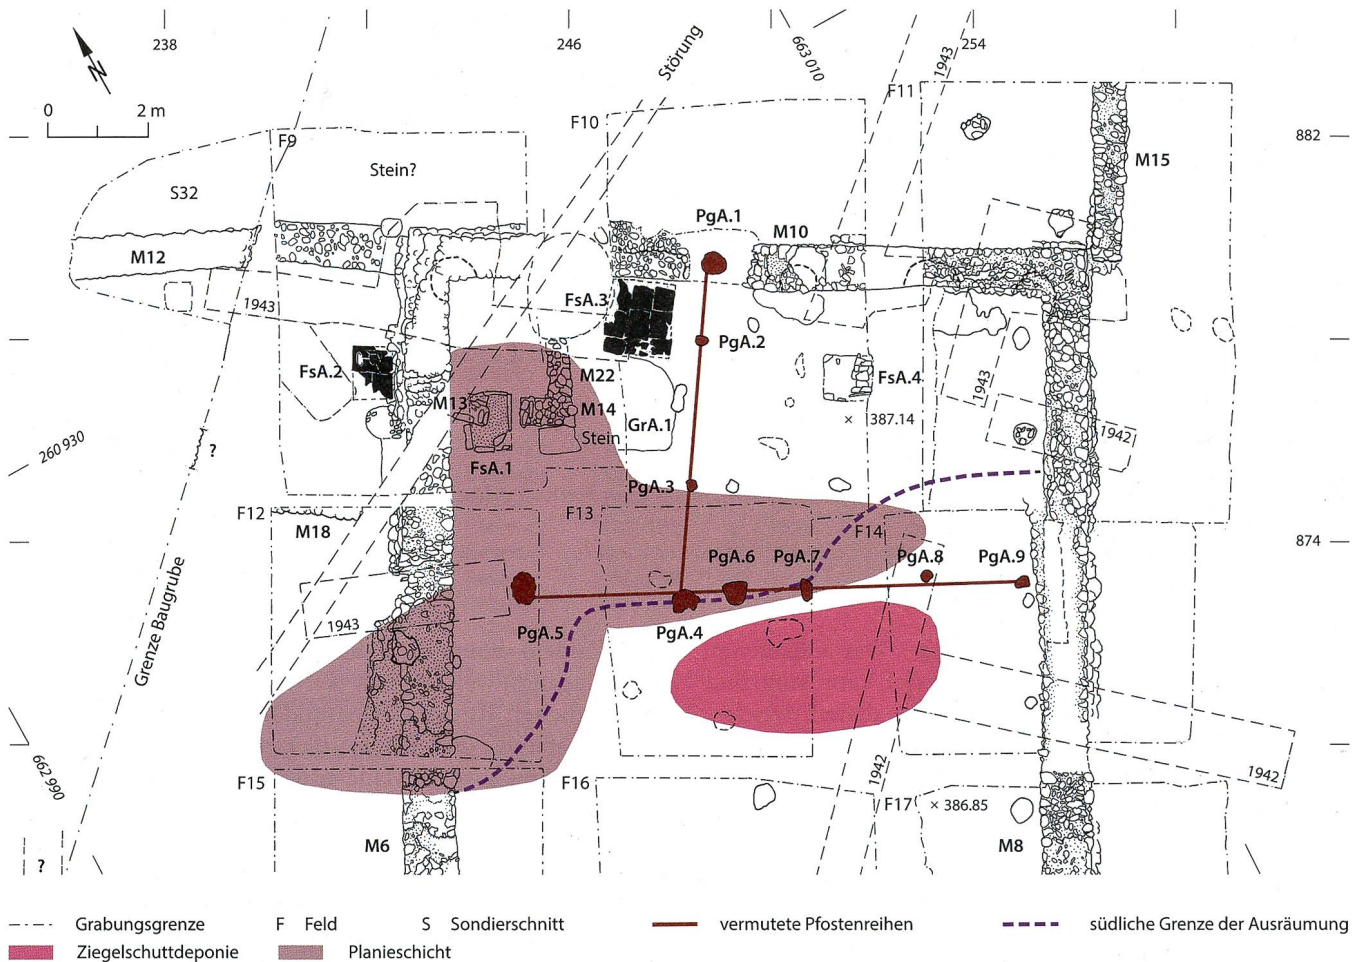 238
246
663 010
254
1943
Störung
N
0
2 m
F9
F10
F11
882
Stein?
M15
S32
PgA.1
M10
M12
1943
FsA.3
PgA.2
FsA.2
M22
FsA.4
1943
M13
M14
GrA.1
× 387.14
1942
Stein
260 930
?
FsA.1
PgA.3
F12
F13
F14
M18
874
PgA.6
PgA.7
PgA.8
PgA.9
1943
PgA.5
PgA.4
Grenze Baugrube
662 990
F15
F16
1942
1942
F17
× 386.85
M6
M8
?
Grabungsgrenze
F Feld
S Sondierschnitt
vermutete Pfostenreihen
südliche Grenze der Ausräumung
Ziegelschuttdeponie
Planieschicht